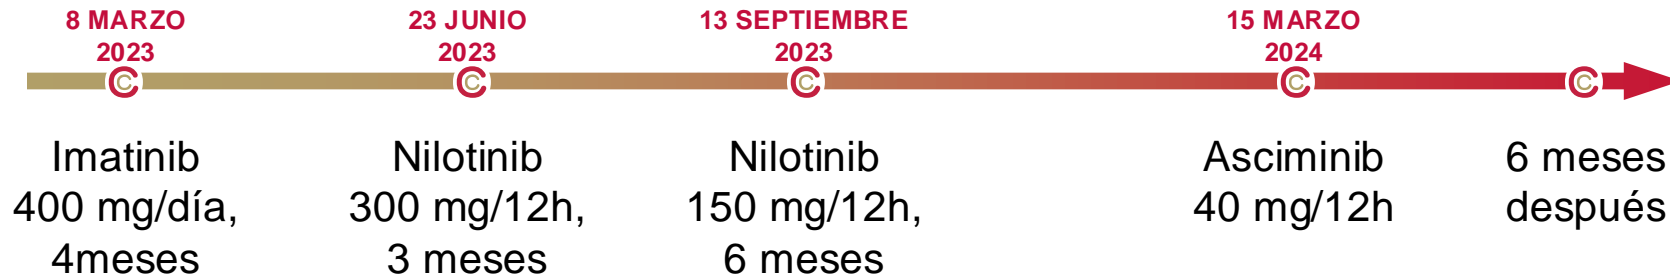 8 MARZO
2023
23 JUNIO
2023
13 SEPTIEMBRE
2023
15 MARZO
2024
Imatinib
400 mg/día,
4meses
Nilotinib
300 mg/12h,
3 meses
Nilotinib
150 mg/12h,
6 meses
Asciminib
40 mg/12h
6 meses
después